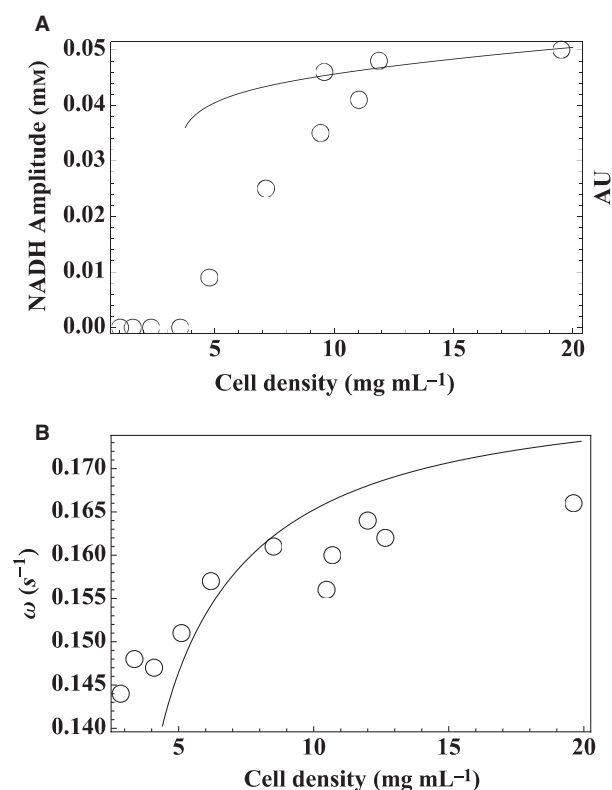 A
0.05
0.04
0.03
0.02
0.01
0.00
NADH Amplitude (mM)
AU
5 10 15 20
Cell density (mg mL⁻¹)
B
0.170
0.165
0.160
0.155
0.150
0.145
0.140
ω (s⁻¹)
5 10 15 20
Cell density (mg mL⁻¹)